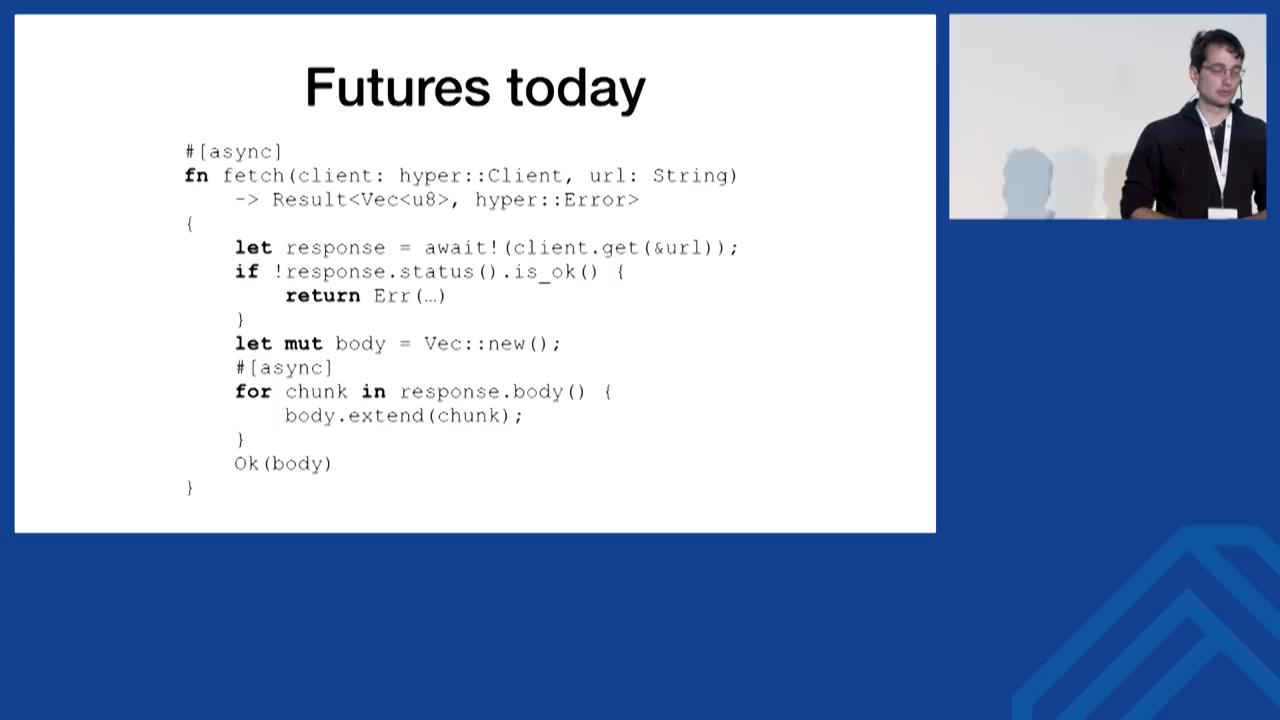 Futures today
#[async]
fn fetch(client: hyper::Client, url: String)
    -> Result<Vec<u8>, hyper::Error>
{
    let response = await!(client.get(&url));
    if !response.status().is_ok() {
        return Err(…)
    }
    let mut body = Vec::new();
    #[async]
    for chunk in response.body() {
        body.extend(chunk);
    }
    Ok(body)
}